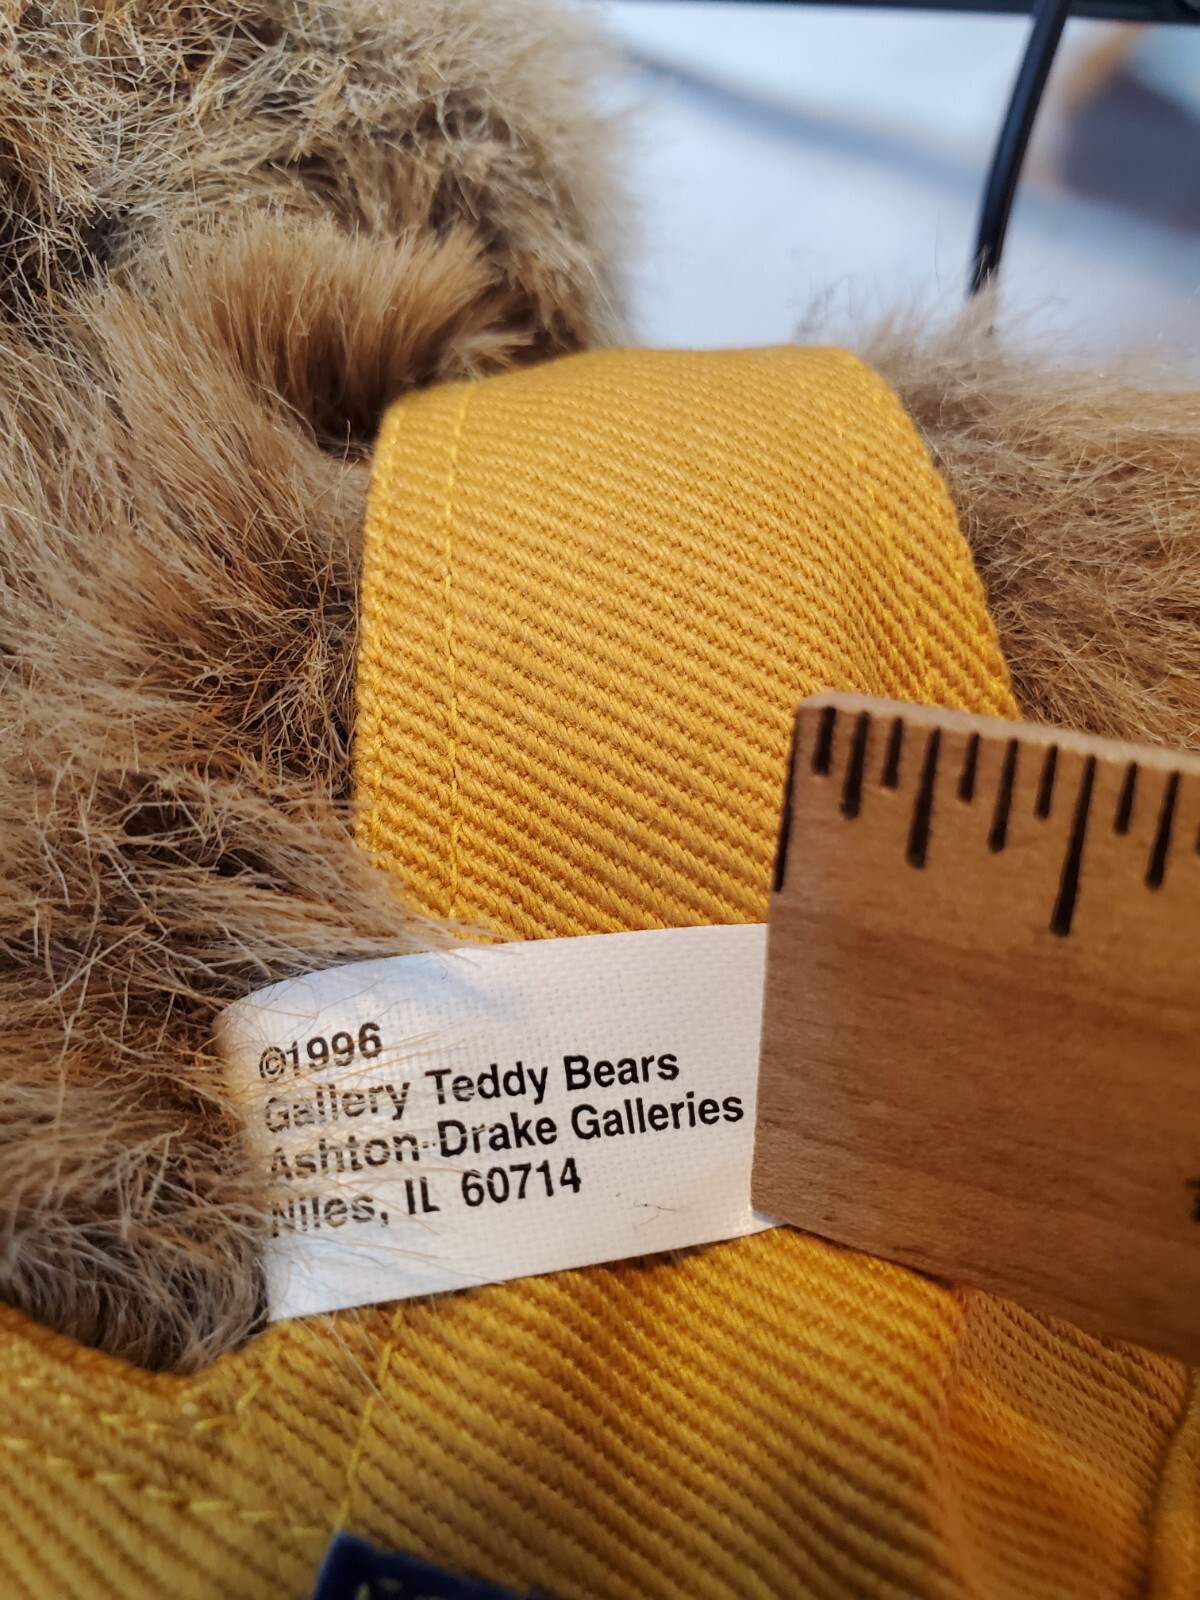 ©1996
Gallery Teddy Bears
Ashton-Drake Galleries
Niles, IL 60714